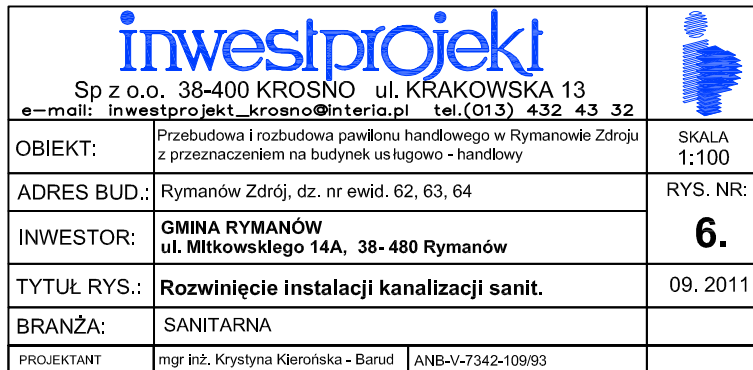 inwestprojekt
Sp z o.o. 38-400 KROSNO ul. KRAKOWSKA 13
e-mail: inwestprojekt_krosno@interia.pl tel.(013) 432 43 32
OBIEKT: Przebudowa i rozbudowa pawilonu handlowego w Rymanowie Zdroju
z przeznaczeniem na budynek usługowo - handlowy
SKALA
1:100
ADRES BUD.: Rymanów Zdrój, dz. nr ewid. 62, 63, 64
RYS. NR:
6.
INWESTOR: GMINA RYMANÓW
ul. MItkowskIego 14A, 38- 480 Rymanów
TYTUŁ RYS.: Rozwinięcie instalacji kanalizacji sanit.
09. 2011
BRANŻA: SANITARNA
PROJEKTANT mgr inż. Krystyna Kierońska - Barud ANB-V-7342-109/93